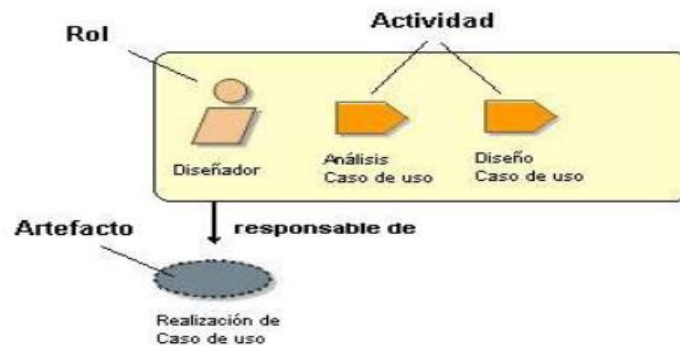 Actividad
Rol
Diseñador
Análisis
Caso de uso
Diseño
Caso de uso
responsable de
Artefacto
Realización de
Caso de uso